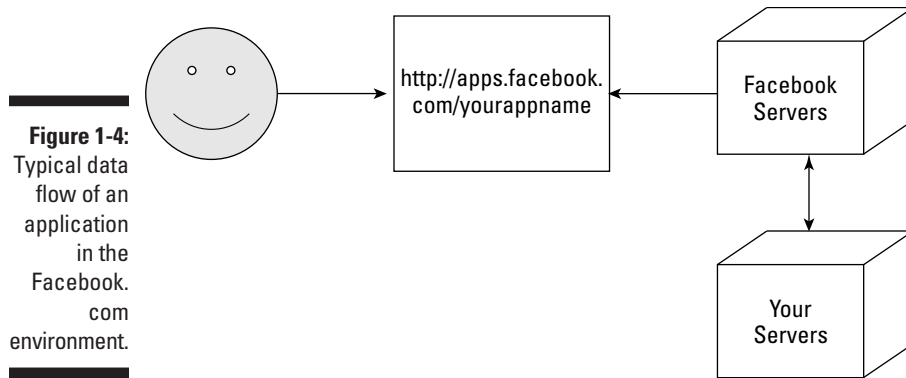 http://apps.facebook.
com/yourappname
Facebook
Servers
Figure 1-4:
Typical data
flow of an
application
in the
Facebook.
com
environment.
Your
Servers